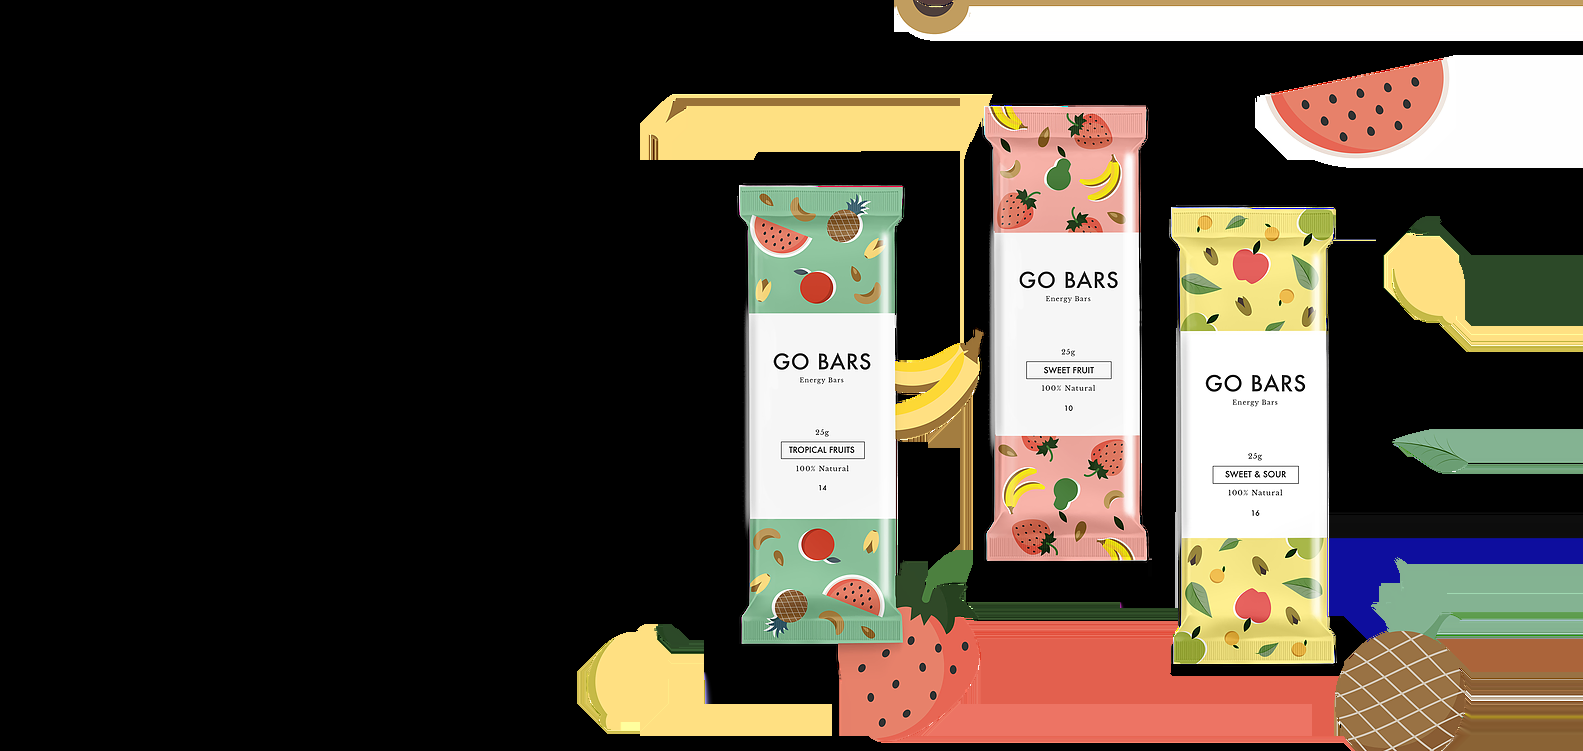 GO BARS
Energy Bars
25g
TROPICAL FRUITS
100% Natural
14
GO BARS
Energy Bars
25g
SWEET FRUIT
100% Natural
10
GO BARS
Energy Bars
25g
SWEET & SOUR
100% Natural
16